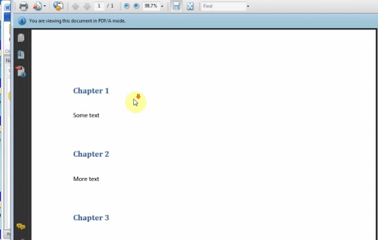 1 / 1 98.7% Find
You are viewing this document in PDF/A mode.
Chapter 1
Some text
Chapter 2
More text
Chapter 3